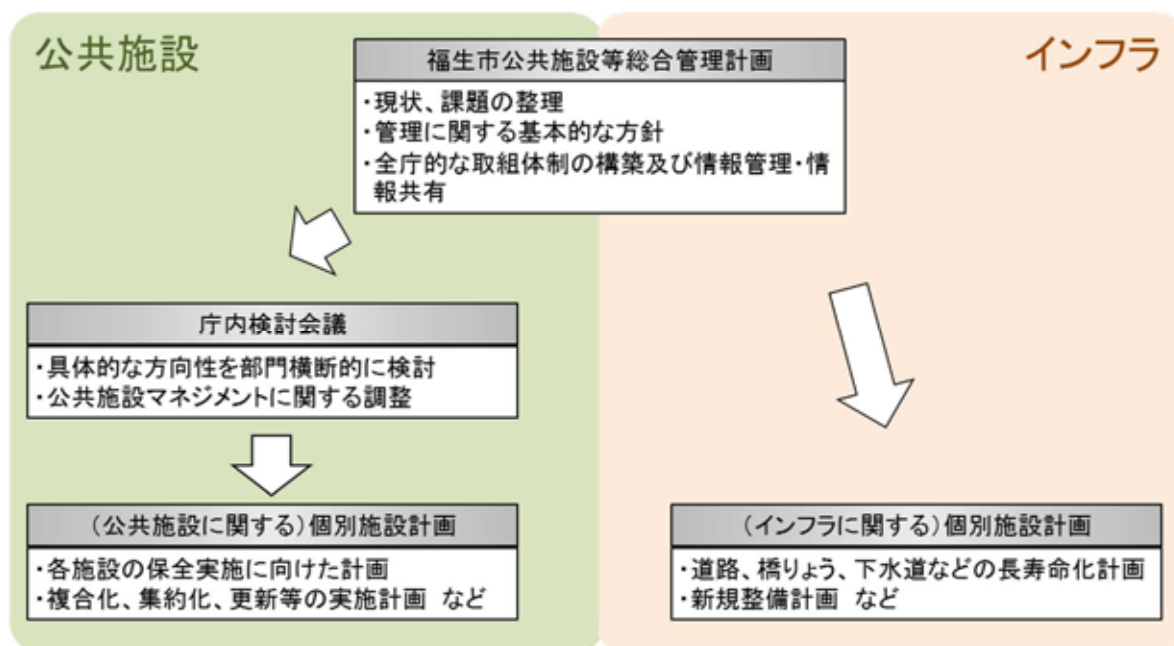 公共施設
インフラ
福生市公共施設等総合管理計画
・現状、課題の整理
・管理に関する基本的な方針
・全庁的な取組体制の構築及び情報管理・情
報共有
庁内検討会議
・具体的な方向性を部門横断的に検討
・公共施設マネジメントに関する調整
(公共施設に関する)個別施設計画
・各施設の保全実施に向けた計画
・複合化、集約化、更新等の実施計画 など
(インフラに関する)個別施設計画
・道路、橋りょう、下水道などの長寿命化計画
・新規整備計画 など